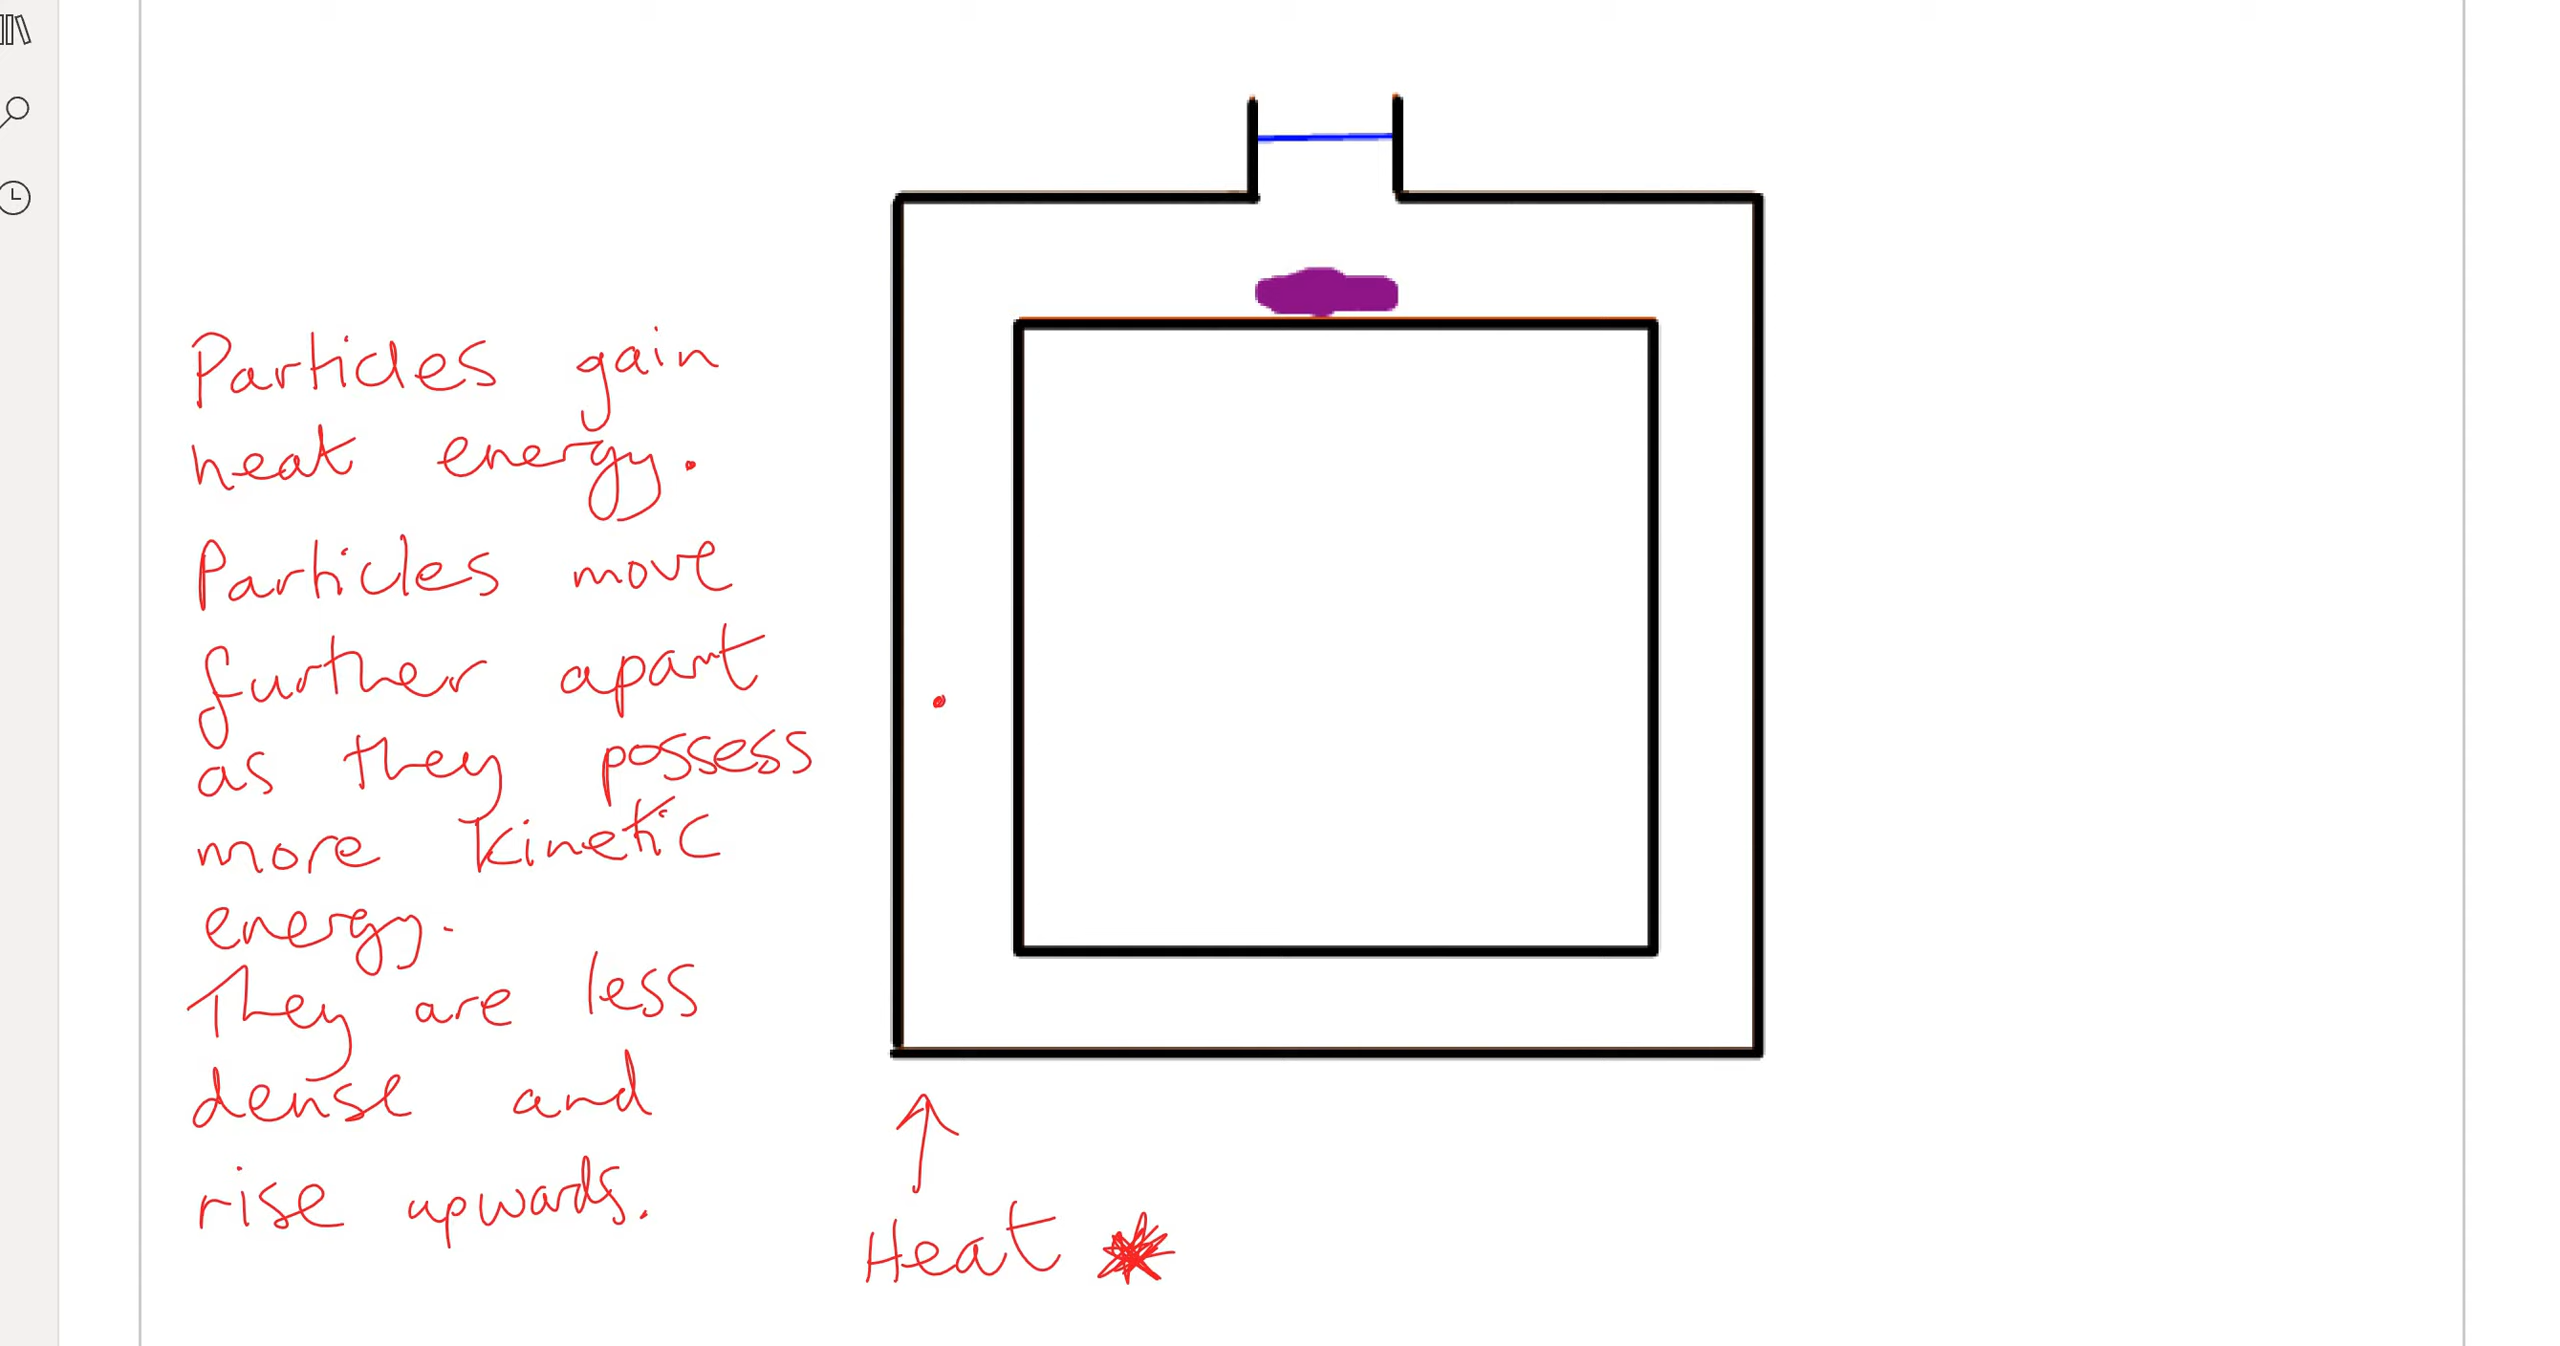 Particles gain
heat energy.
Particles move
further apart
as they possess
more kinetic
energy.
They are less
dense and
rise upwards.
Heat